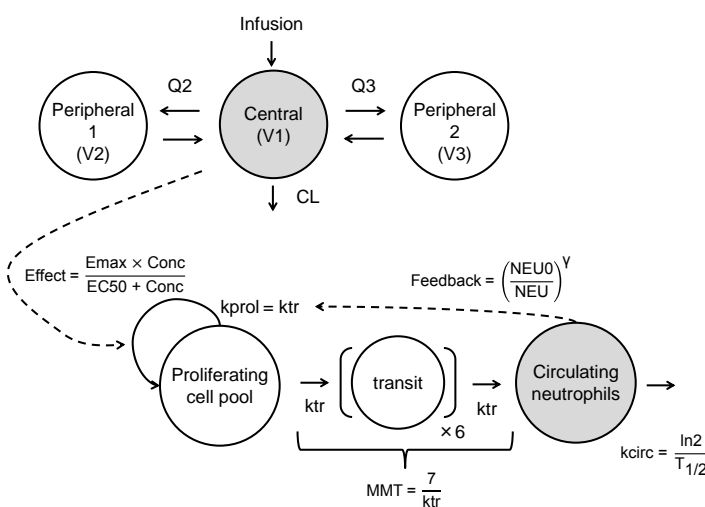 Infusion
Q2
Q3
Peripheral
1
(V2)
Central
(V1)
Peripheral
2
(V3)
CL
Effect = Emax × Conc
EC50 + Conc
Feedback = (NEU0
NEU)γ
kprol = ktr
Proliferating
cell pool
ktr
transit
×6
ktr
Circulating
neutrophils
kcirc = ln2
T1/2
MMT = 7
ktr